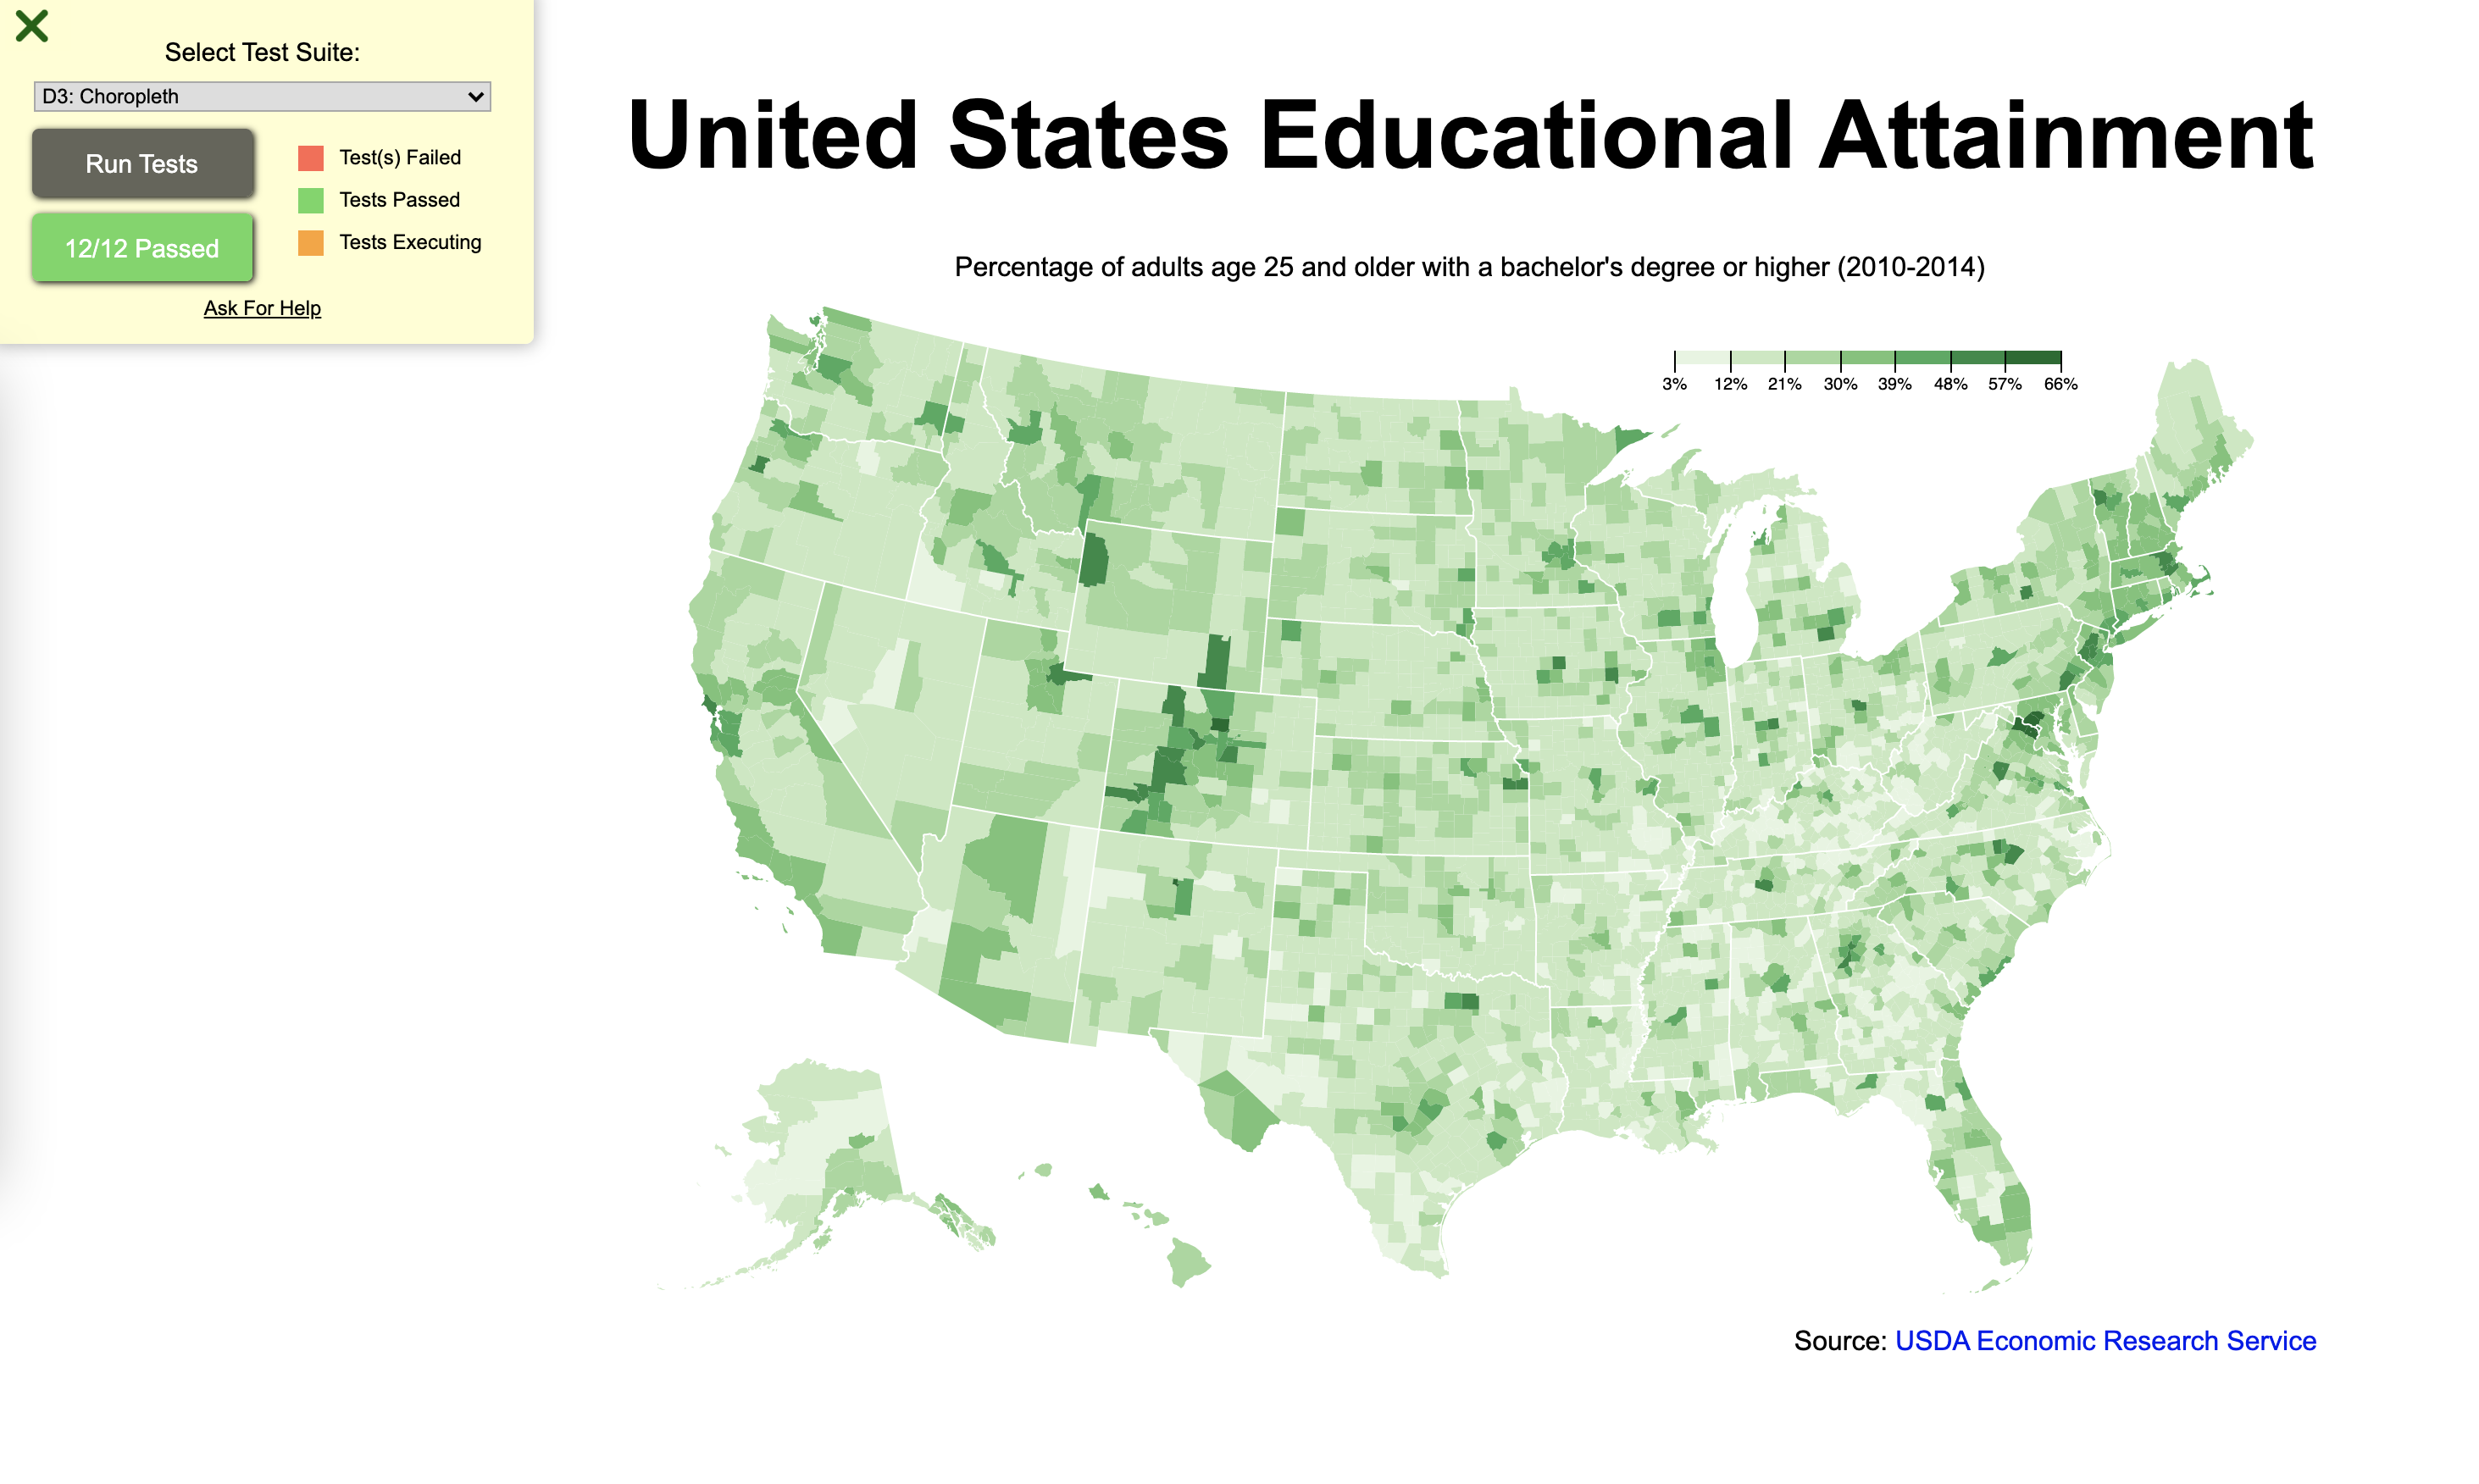 Select Test Suite:
D3: Choropleth
Run Tests
12/12 Passed
Test(s) Failed
Tests Passed
Tests Executing
Ask For Help
United States Educational Attainment
Percentage of adults age 25 and older with a bachelor's degree or higher (2010-2014)
3% 12% 21% 30% 39% 48% 57% 66%
Source: USDA Economic Research Service